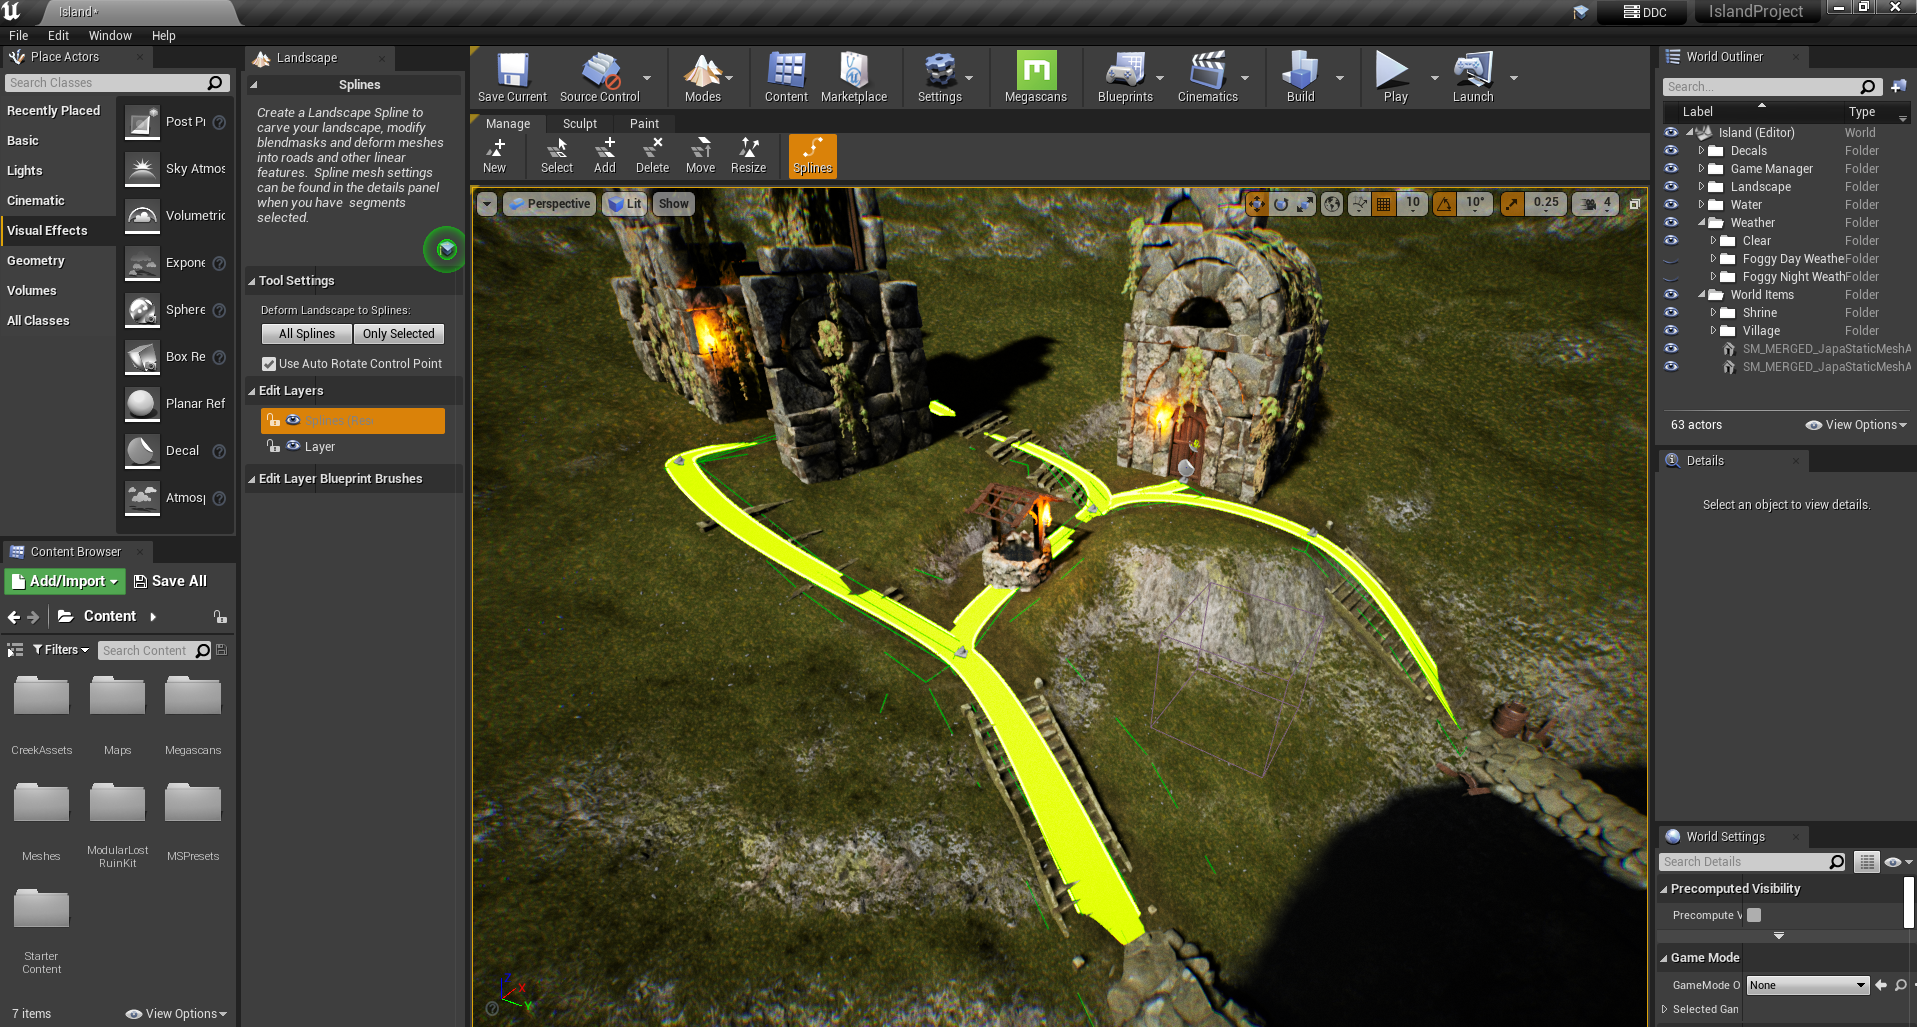 Island*
DDC
IslandProject
File Edit Window Help
Place Actors
Search Classes
Recently Placed
Basic
Lights
Cinematic
Visual Effects
Geometry
Volumes
All Classes
Post Pr
Sky Atmos
Volumetric
Expone
Sphere
Box Re
Planar Ref
Decal
Atmosp
Landscape
Splines
Create a Landscape Spline to
carve your landscape, modify
blendmasks and deform meshes
into roads and other linear
features. Spline mesh settings
can be found in the details panel
when you have segments
selected.
Tool Settings
Deform Landscape to Splines:
All Splines Only Selected
Use Auto Rotate Control Point
Edit Layers
Splines (Res
Layer
Edit Layer Blueprint Brushes
Save Current Source Control Modes Content Marketplace Settings Megascans Blueprints Cinematics Build Play Launch
Manage Sculpt Paint
New Select Add Delete Move Resize Splines
Perspective Lit Show
10 10° 0.25 4
X
Y
Content Browser
Add/Import Save All
Content
Filters Search Content
CreekAssets Maps Megascans
Meshes ModularLost
RuinKit MSPresets
Starter
Content
7 items View Options
World Outliner
Search...
Label Type
Island (Editor) World
Decals Folder
Game Manager Folder
Landscape Folder
Water Folder
Weather Folder
Clear Folder
Foggy Day Weathe Folder
Foggy Night Weath Folder
World Items Folder
Shrine Folder
Village Folder
SM_MERGED_Japa StaticMeshA
SM_MERGED_Japa StaticMeshA
63 actors View Options
Details
Select an object to view details.
World Settings
Search Details
Precomputed Visibility
Precompute V
Game Mode
GameMode O None
Selected Gam